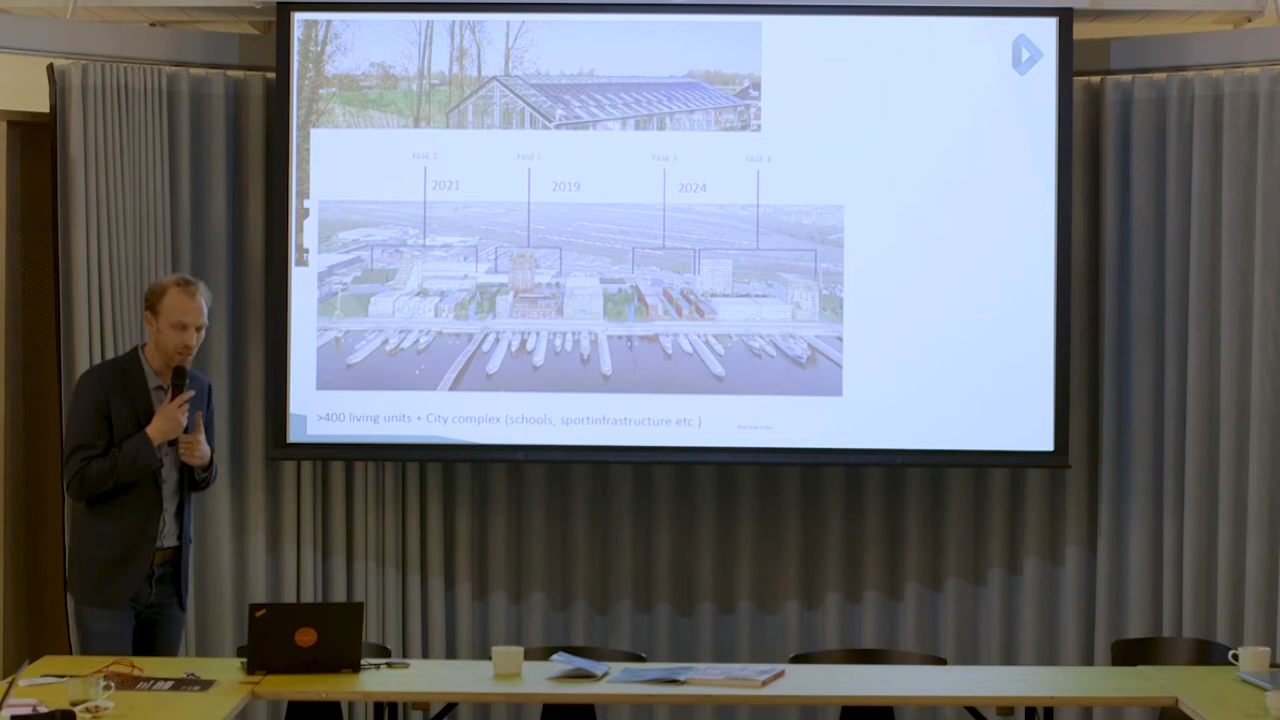 FASE 2 FASE 1 FASE 3 FASE 4
2021 2019 2024
>400 living units + City complex (schools, sportinfrastructure etc.)